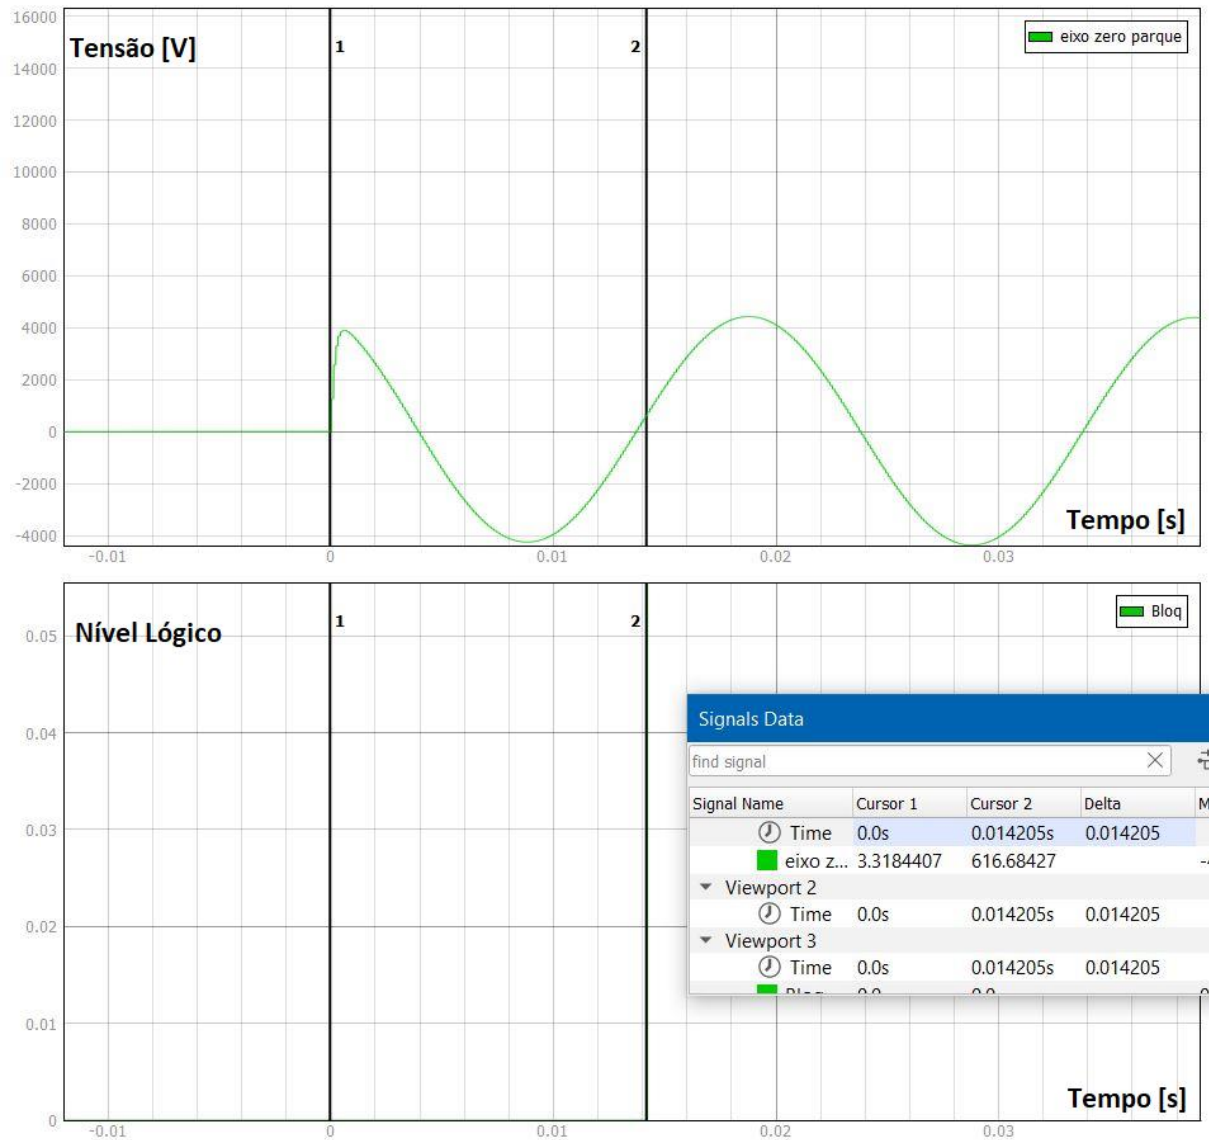 16000
Tensão [V]
1
2
eixo zero parque
14000
12000
10000
8000
6000
4000
2000
0
-2000
-4000
Tempo [s]
-0.01
0
0.01
0.02
0.03
Nível Lógico
1
2
Bloq
0.05
0.04
0.03
0.02
0.01
0
Signals Data
find signal
Signal Name Cursor 1 Cursor 2 Delta M
Time 0.0s 0.014205s 0.014205
eixo z... 3.3184407 616.68427 -4
Viewport 2
Time 0.0s 0.014205s 0.014205
Viewport 3
Time 0.0s 0.014205s 0.014205
Tempo [s]
-0.01
0
0.01
0.02
0.03